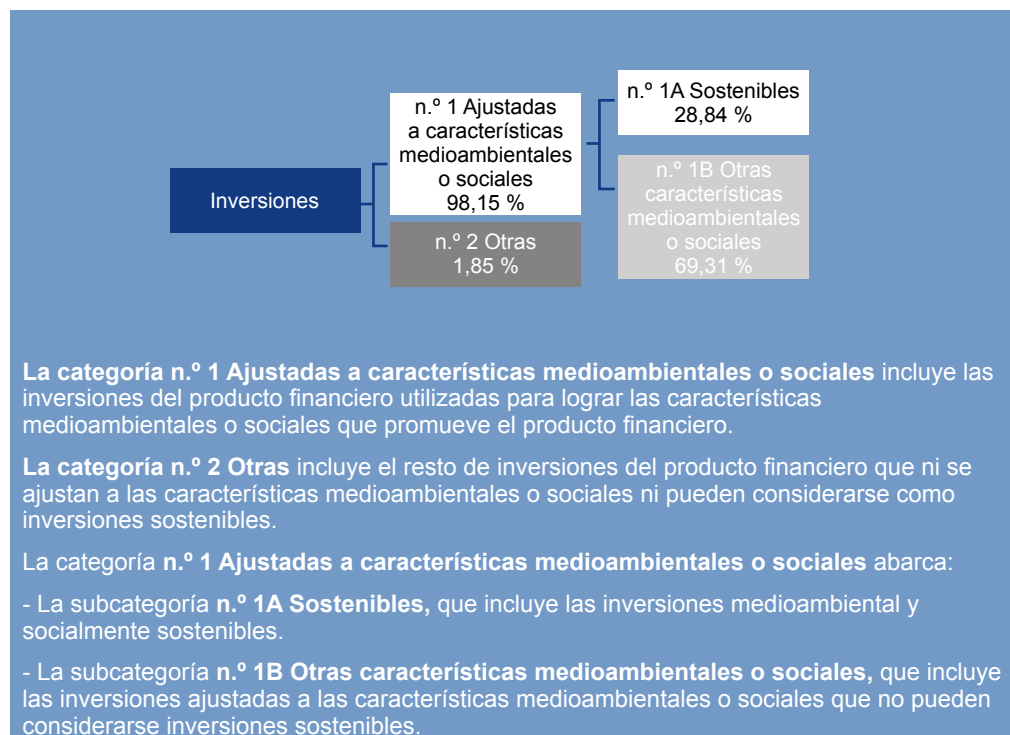 Inversiones
n.º 1 Ajustadas
a características
medioambientales
o sociales
98,15 %
n.º 2 Otras
1,85 %
n.º 1A Sostenibles
28,84 %
n.º 1B Otras
características
medioambientales
o sociales
69,31 %
La categoría n.º 1 Ajustadas a características medioambientales o sociales incluye las
inversiones del producto financiero utilizadas para lograr las características
medioambientales o sociales que promueve el producto financiero.
La categoría n.º 2 Otras incluye el resto de inversiones del producto financiero que ni se
ajustan a las características medioambientales o sociales ni pueden considerarse como
inversiones sostenibles.
La categoría n.º 1 Ajustadas a características medioambientales o sociales abarca:
- La subcategoría n.º 1A Sostenibles, que incluye las inversiones medioambiental y
socialmente sostenibles.
- La subcategoría n.º 1B Otras características medioambientales o sociales, que incluye
las inversiones ajustadas a las características medioambientales o sociales que no pueden
considerarse inversiones sostenibles.